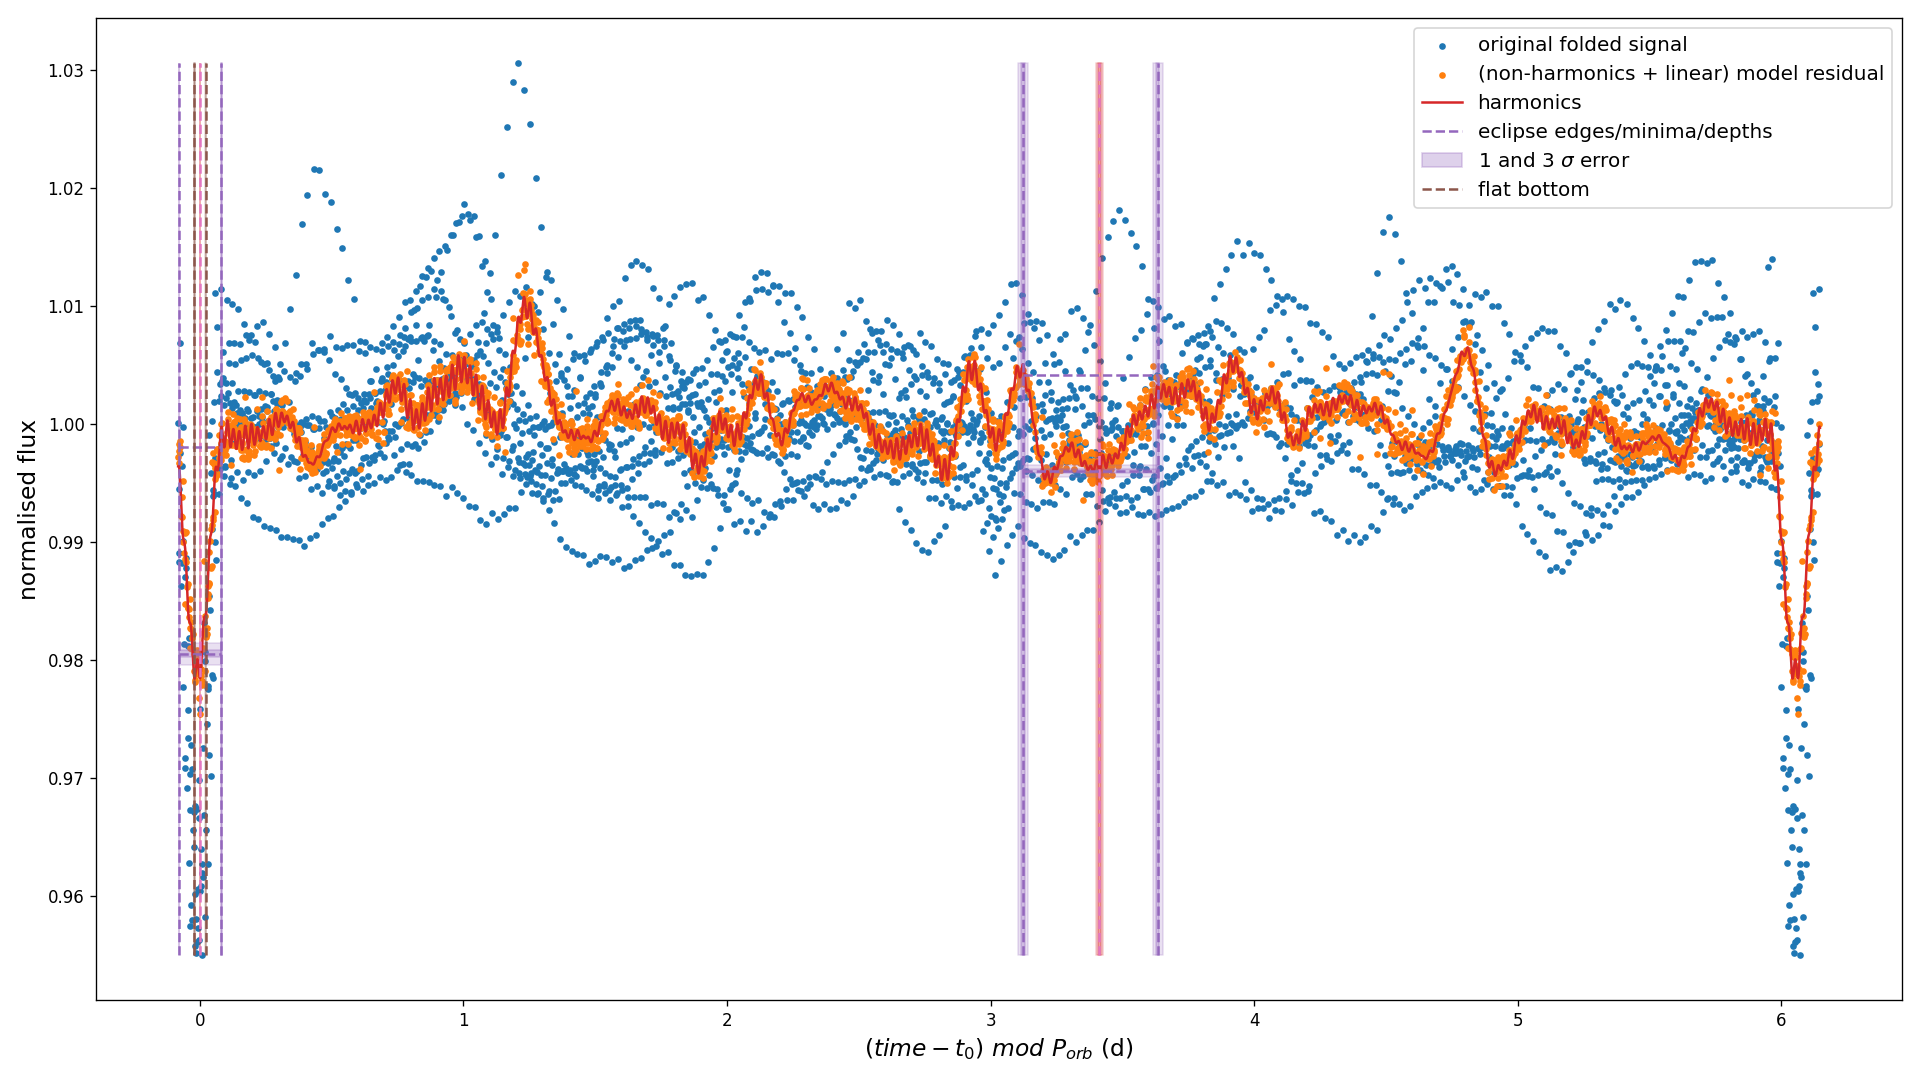 original folded signal
(non-harmonics + linear) model residual
harmonics
eclipse edges/minima/depths
1 and 3 σ error
flat bottom
normalised flux
1.03
1.02
1.01
1.00
0.99
0.98
0.97
0.96
0 1 2 3 4 5 6
(time − t₀) mod Pₒᵣb (d)